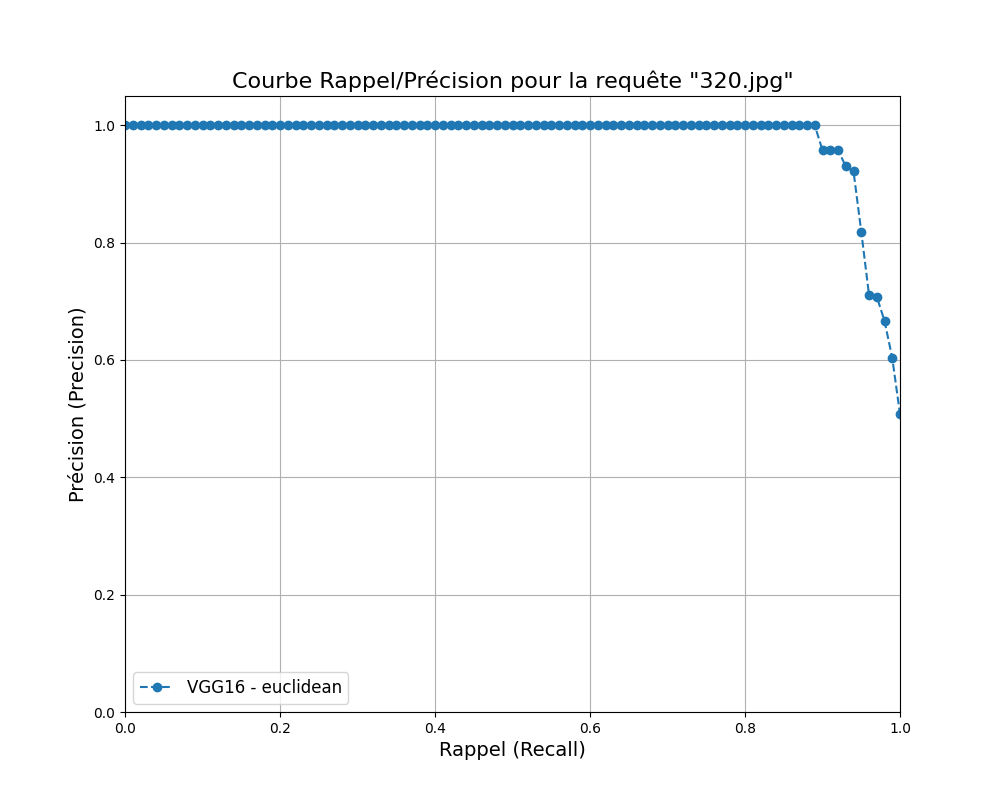 Courbe Rappel/Précision pour la requête "320.jpg"
Précision (Precision)
1.0
0.8
0.6
0.4
0.2
0.0
VGG16 - euclidean
0.0 0.2 0.4 0.6 0.8 1.0
Rappel (Recall)